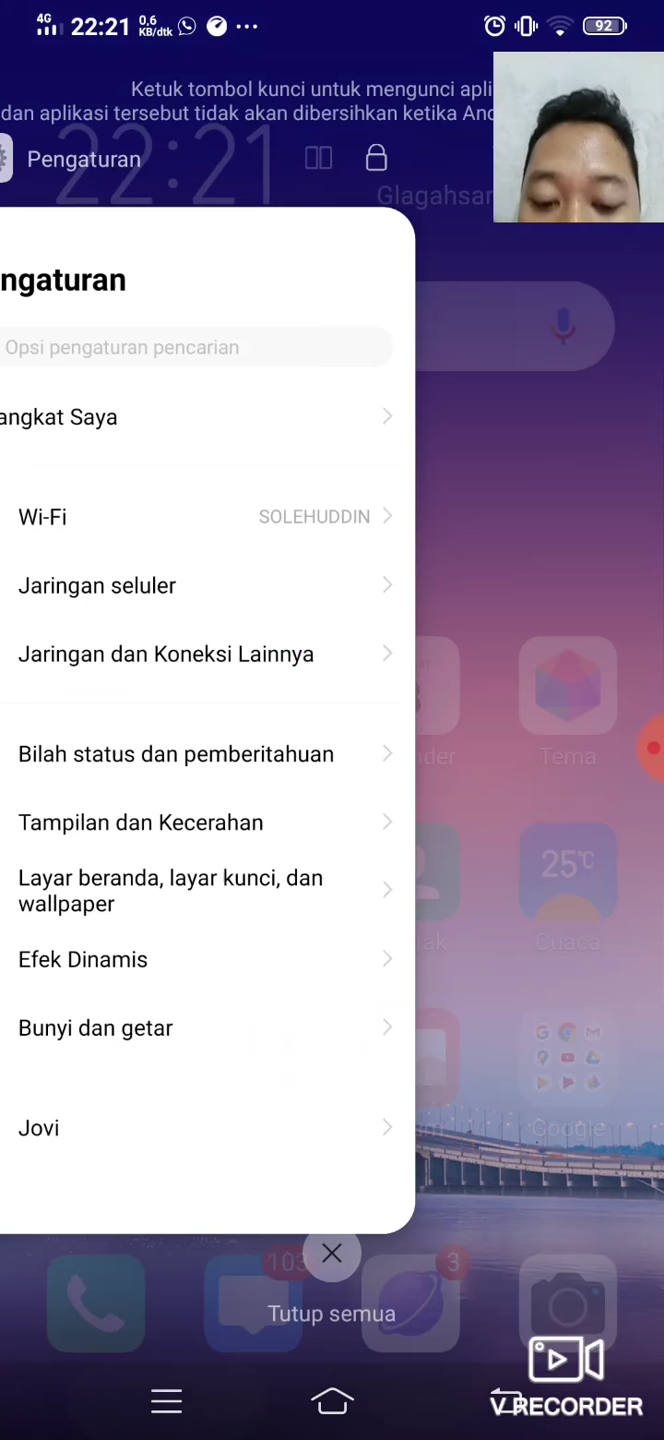 4G 22:21 0,6 KB/dtk ... 92
Ketuk tombol kunci untuk mengunci apli
dan aplikasi tersebut tidak akan dibersihkan ketika And
Pengaturan
22:21
Glagahsar
ngaturan
Opsi pengaturan pencarian
angkat Saya
Wi-Fi SOLEHUDDIN
Jaringan seluler
Jaringan dan Koneksi Lainnya
Bilah status dan pemberitahuan
der Tema
Tampilan dan Kecerahan
25°C
Layar beranda, layar kunci, dan
wallpaper
ak Cuaca
Efek Dinamis
Bunyi dan getar
Jovi
Google
103 3
Tutup semua
V RECORDER